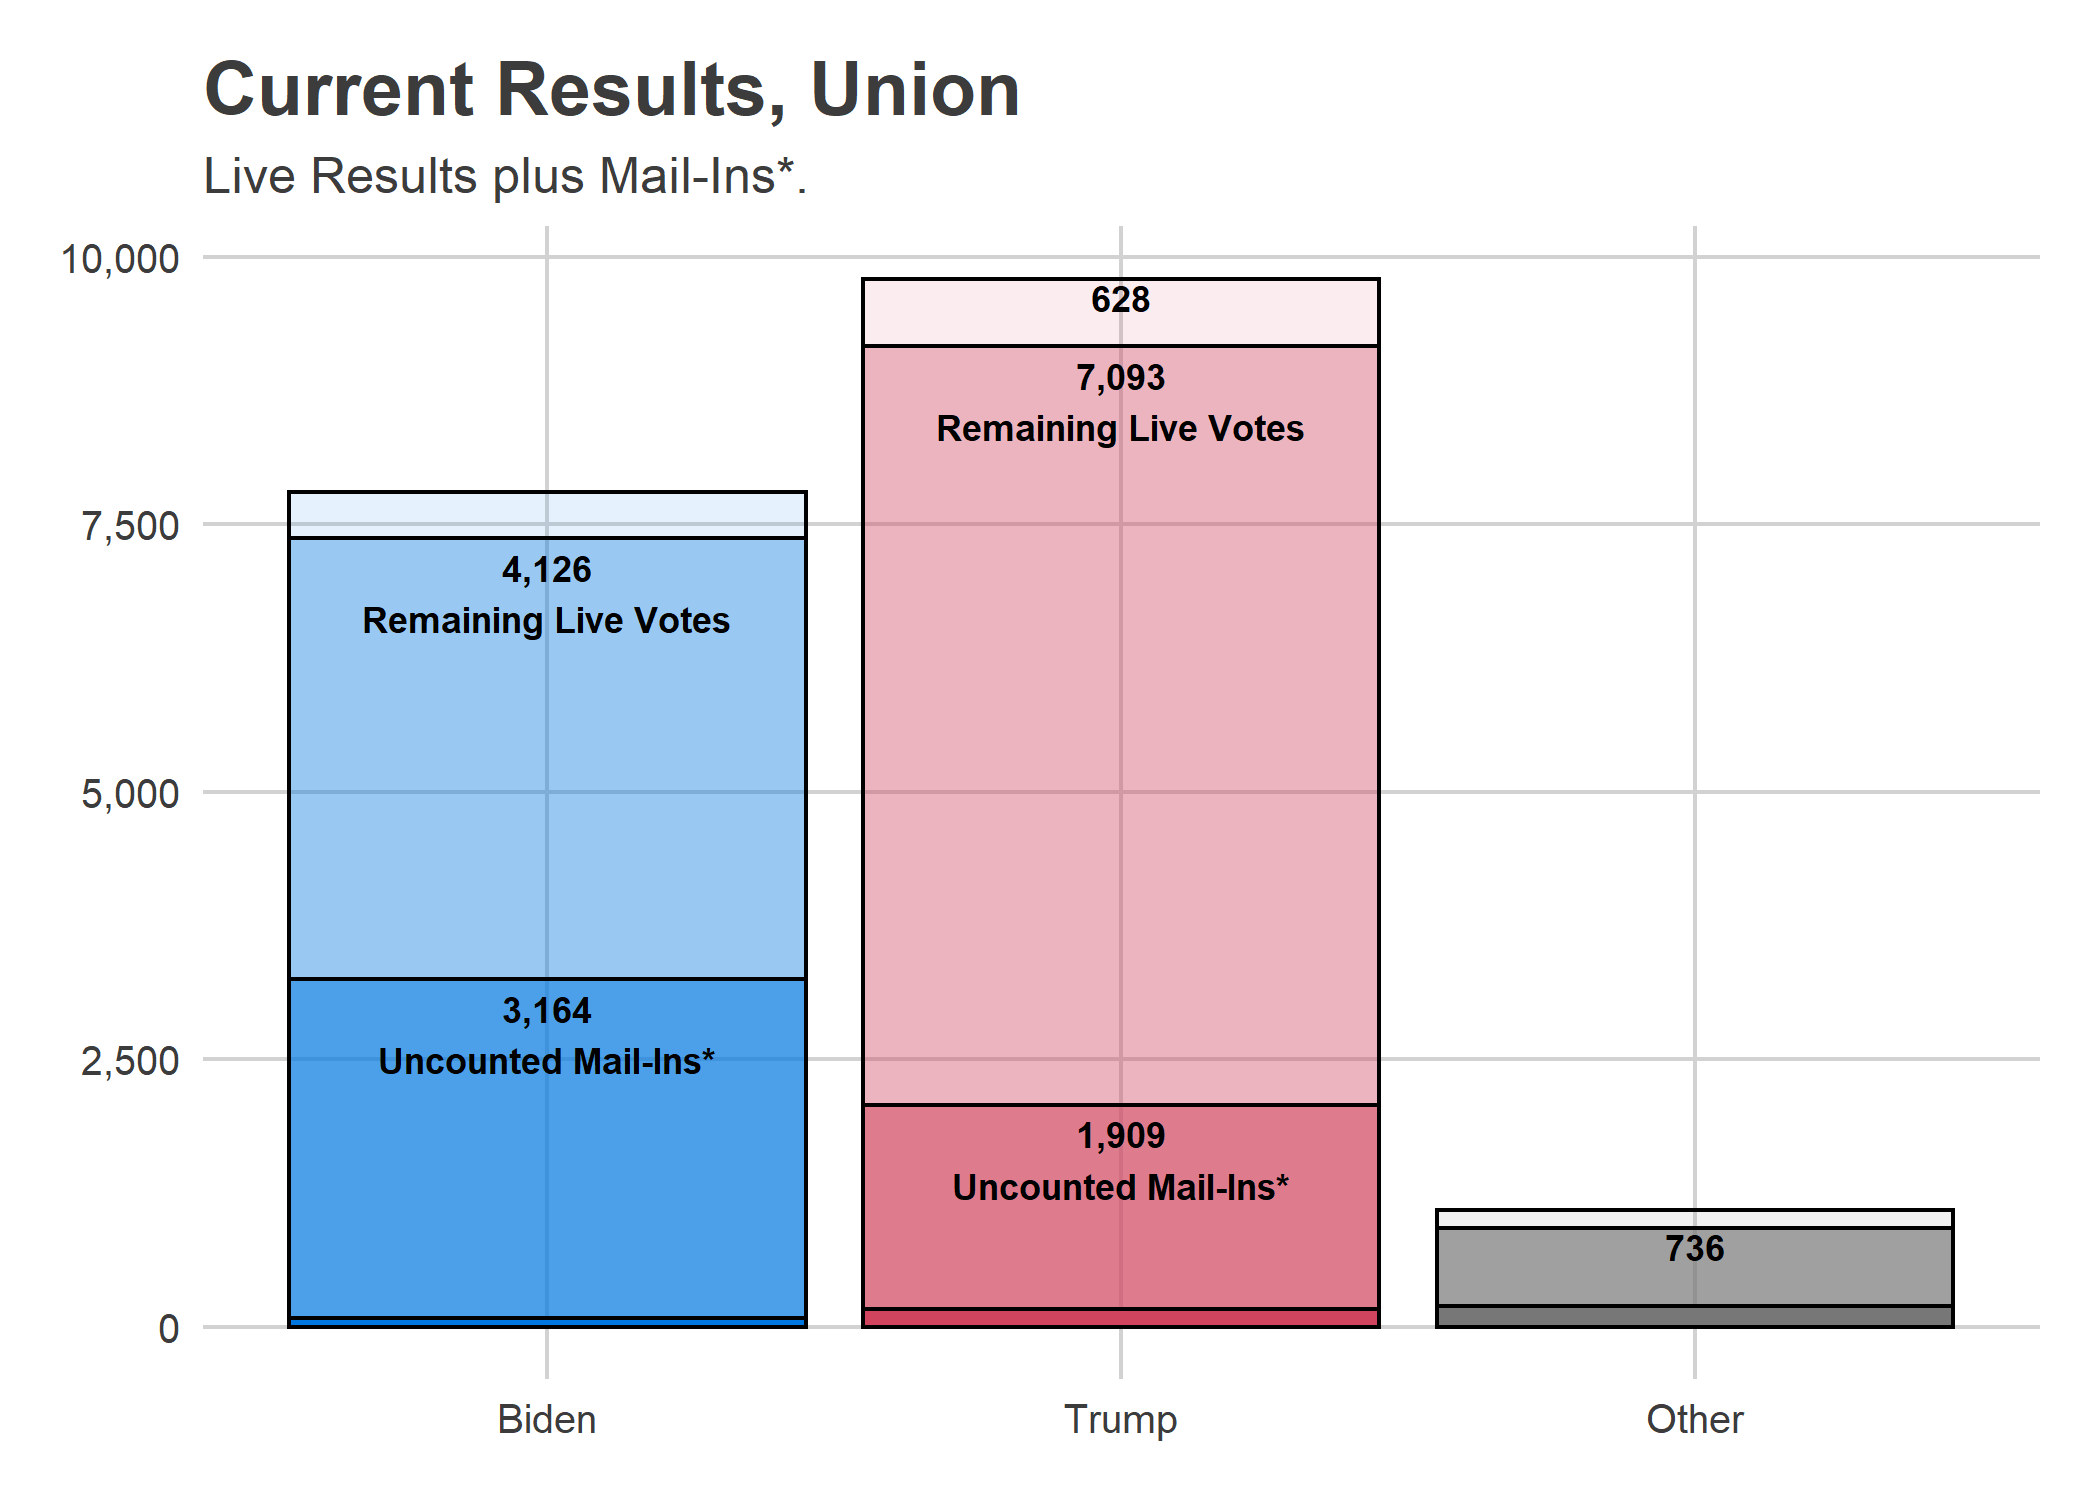 Current Results, Union
Live Results plus Mail-Ins*.
10,000
7,500
5,000
2,500
0
4,126
Remaining Live Votes
3,164
Uncounted Mail-Ins*
628
7,093
Remaining Live Votes
1,909
Uncounted Mail-Ins*
736
Biden
Trump
Other